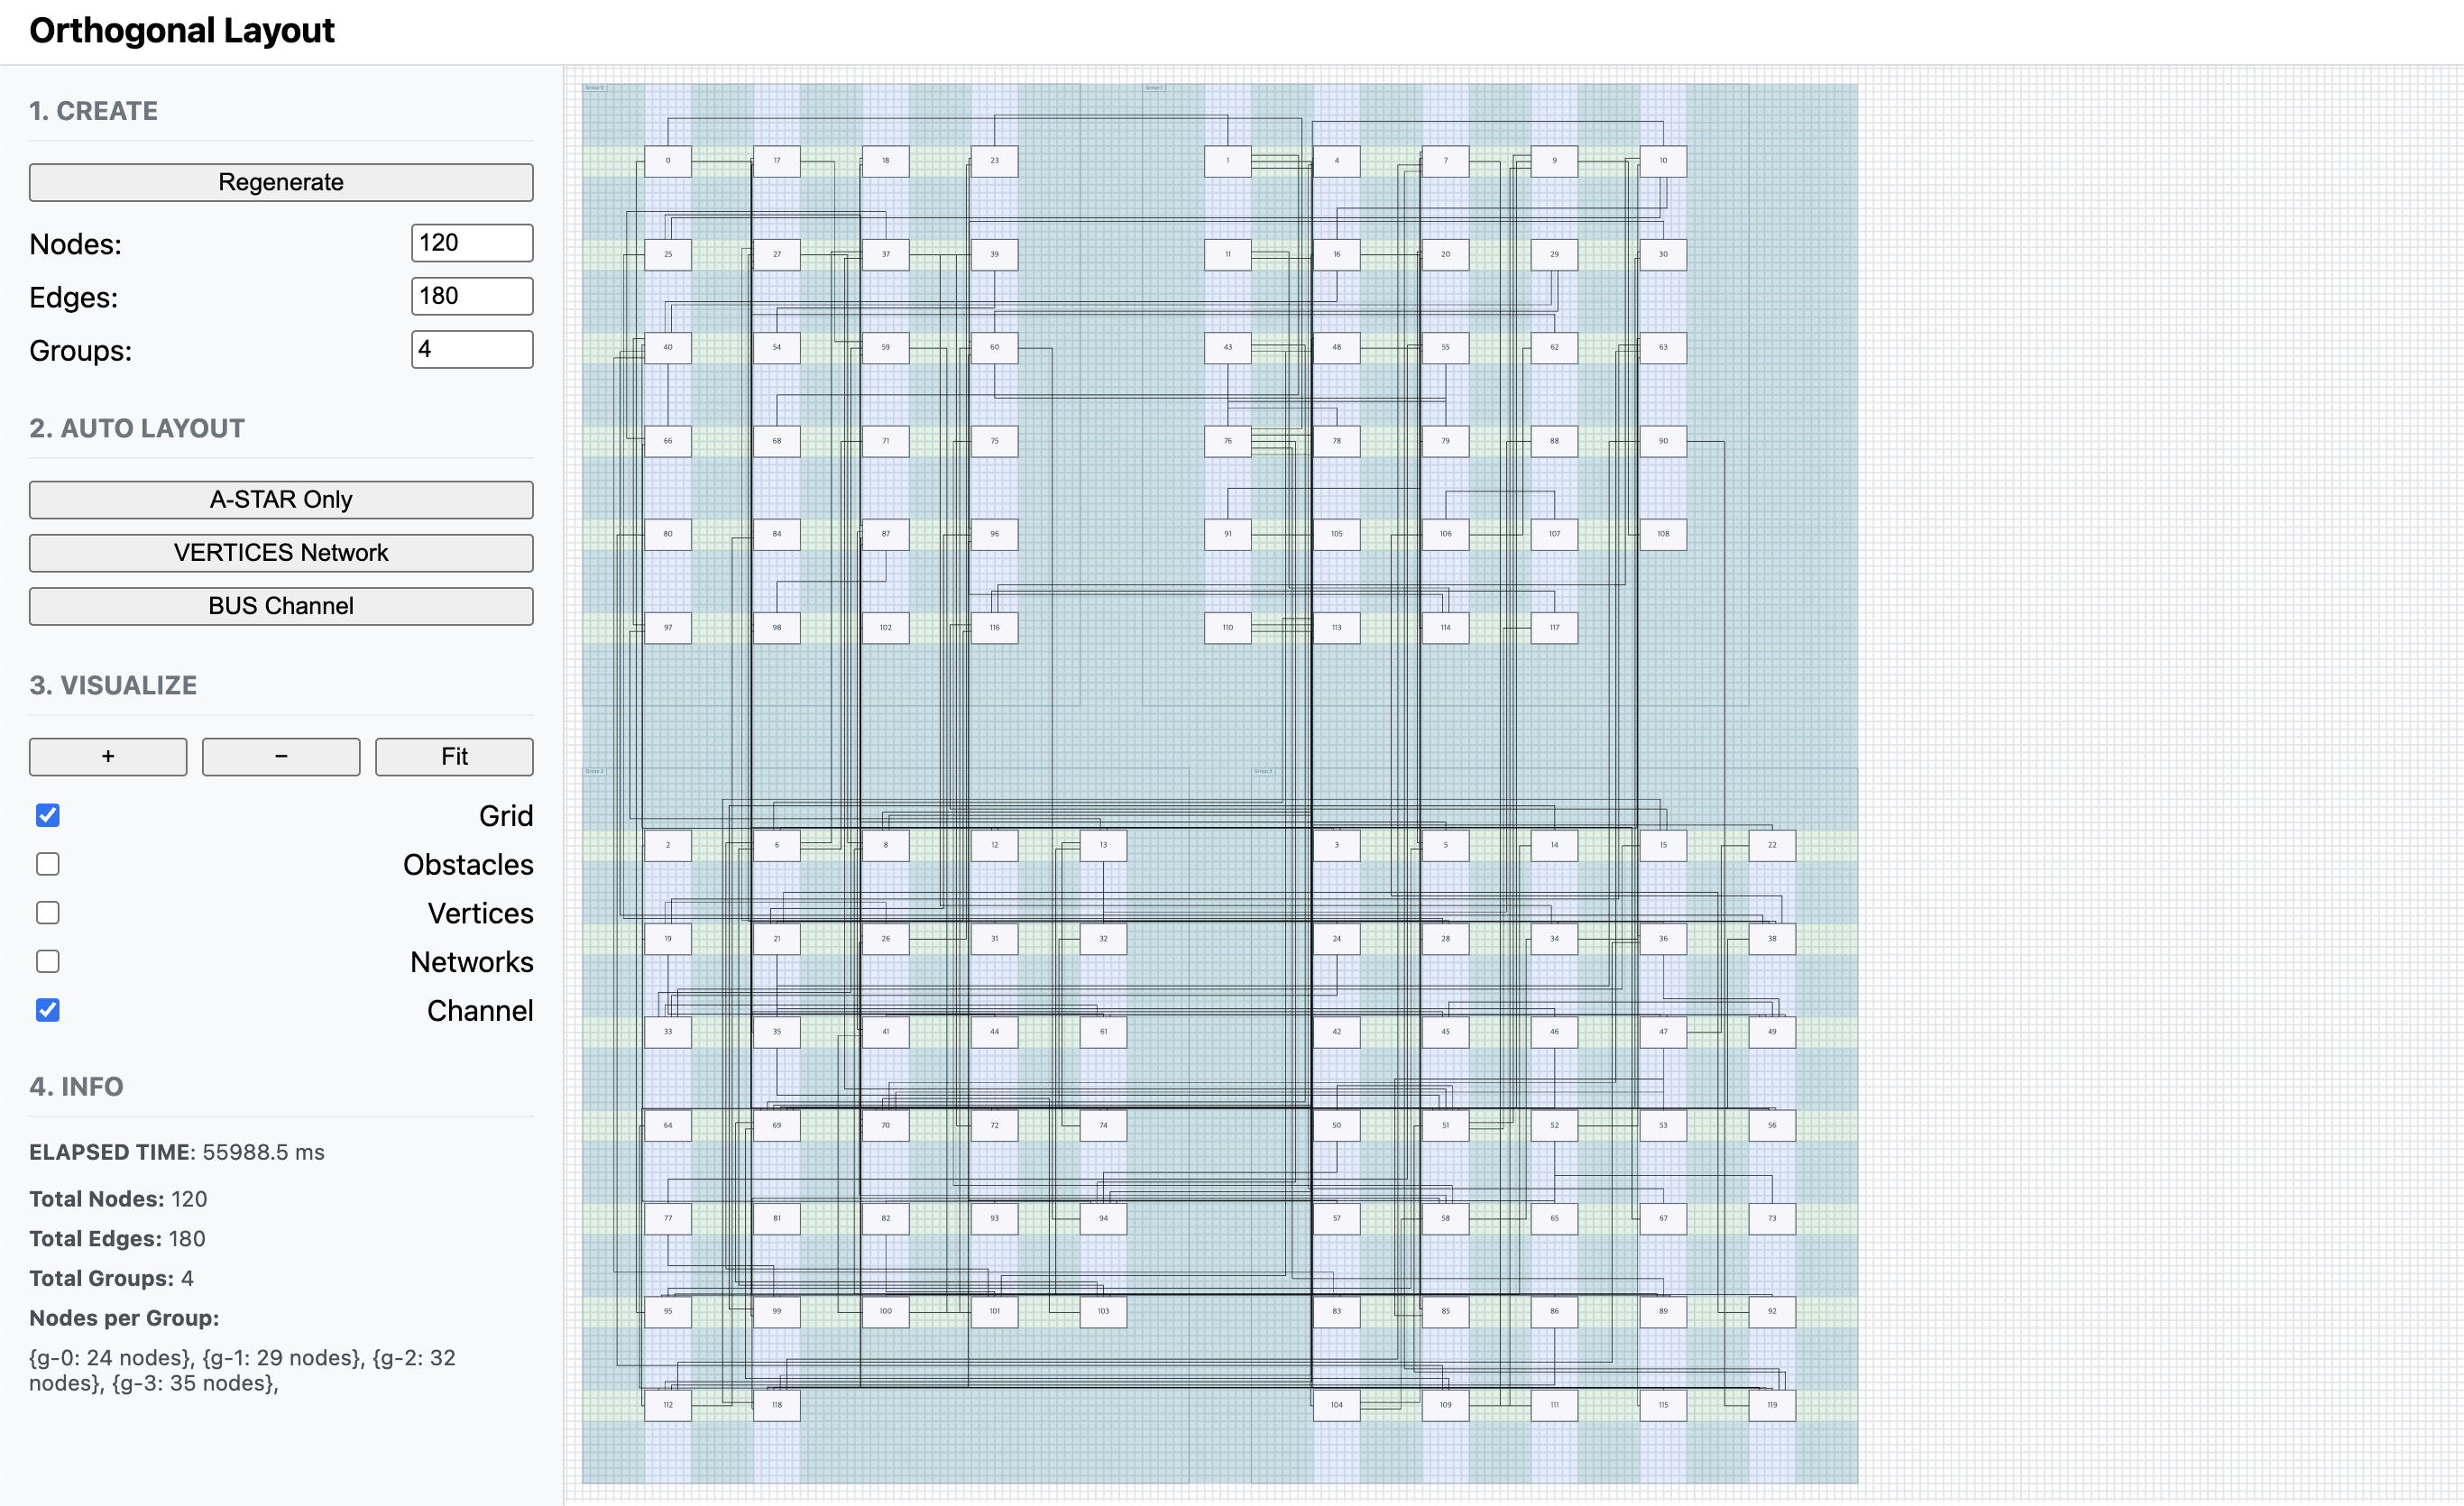 Orthogonal Layout
1. CREATE
Regenerate
Nodes: 120
Edges: 180
Groups: 4
2. AUTO LAYOUT
A-STAR Only
VERTICES Network
BUS Channel
3. VISUALIZE
+ − Fit
Grid
Obstacles
Vertices
Networks
Channel
4. INFO
ELAPSED TIME: 55988.5 ms
Total Nodes: 120
Total Edges: 180
Total Groups: 4
Nodes per Group:
{g-0: 24 nodes}, {g-1: 29 nodes}, {g-2: 32
nodes}, {g-3: 35 nodes},
Group 0 Group 1
0 17 18 23 1 4 7 9 10
25 27 37 39 11 16 20 29 30
40 54 59 60 43 48 55 62 63
66 68 71 75 76 78 79 88 90
80 84 87 96 91 105 106 107 108
97 98 102 116 110 113 114 117
Group 2 Group 3
2 6 8 12 13 3 5 14 15 22
19 21 26 31 32 24 28 34 36 38
33 35 41 44 61 42 45 46 47 49
64 69 70 72 74 50 51 52 53 56
77 81 82 93 94 57 58 65 67 73
95 99 100 101 103 83 85 86 89 92
112 118 104 109 111 115 119